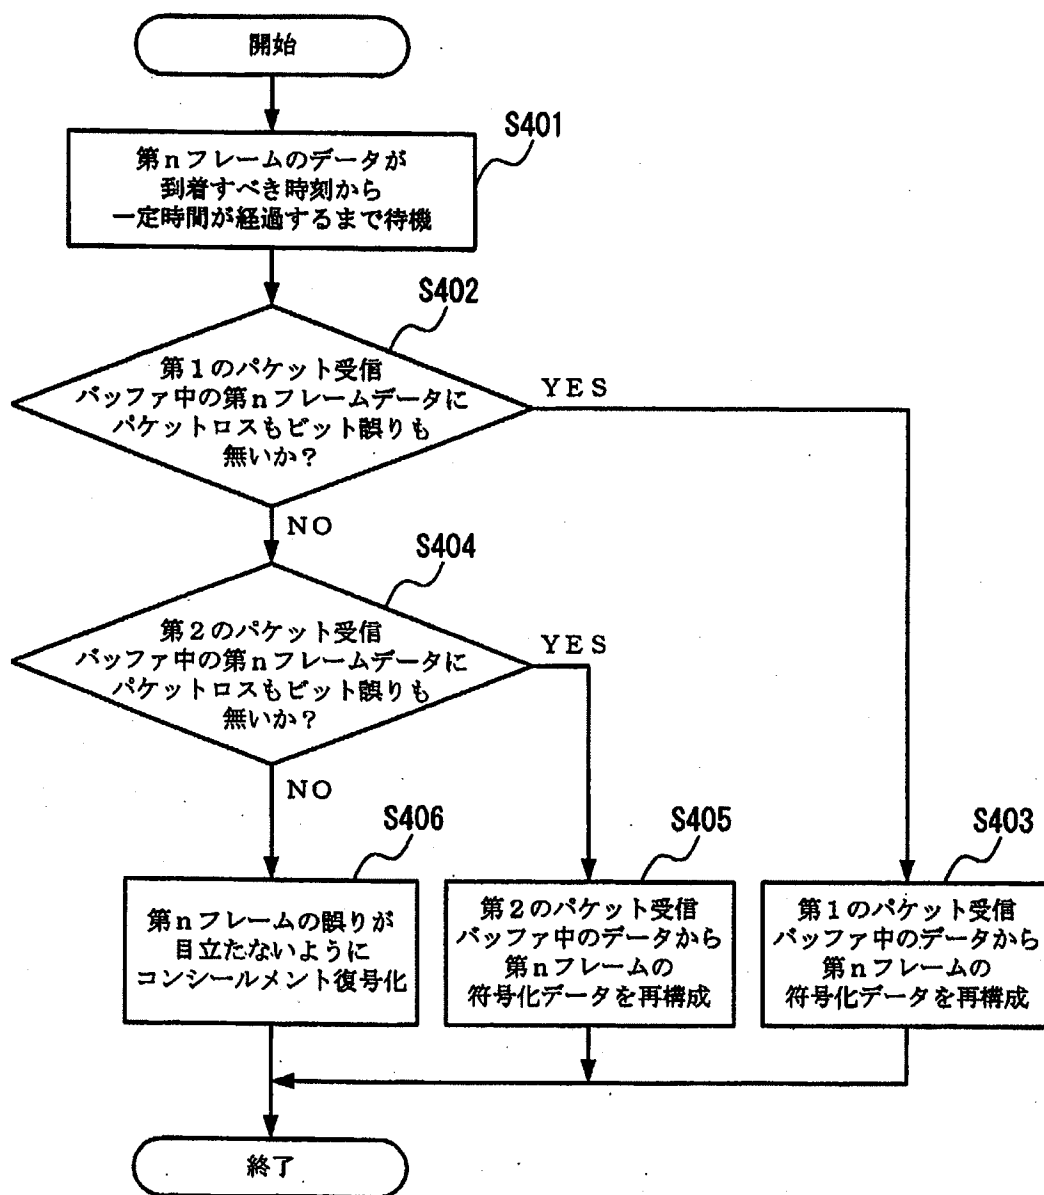 開始
S401
第nフレームのデータが
到着すべき時刻から
一定時間が経過するまで待機
S402
第1のパケット受信
バッファ中の第nフレームデータに
パケットロスもビット誤りも
無いか?
YES
NO
S404
第2のパケット受信
バッファ中の第nフレームデータに
パケットロスもビット誤りも
無いか?
YES
NO
S406
第nフレームの誤りが
目立たないように
コンシールメント復号化
S405
第2のパケット受信
バッファ中のデータから
第nフレームの
符号化データを再構成
S403
第1のパケット受信
バッファ中のデータから
第nフレームの
符号化データを再構成
終了